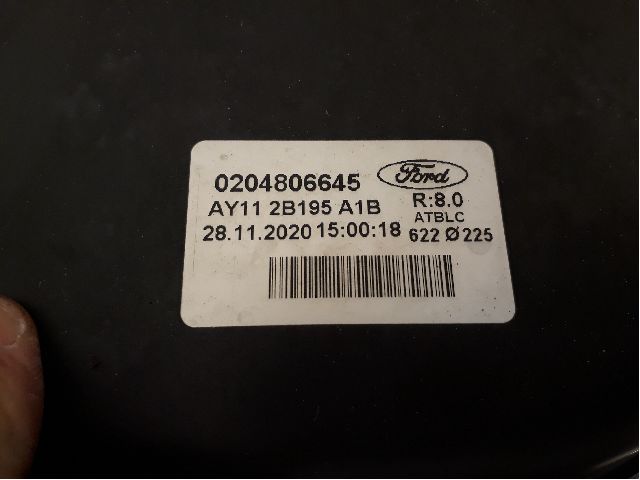 0204806645 Ford
AY11 2B195 A1B R:8.0
ATBLC
28.11.2020 15:00:18 622 Ø 225